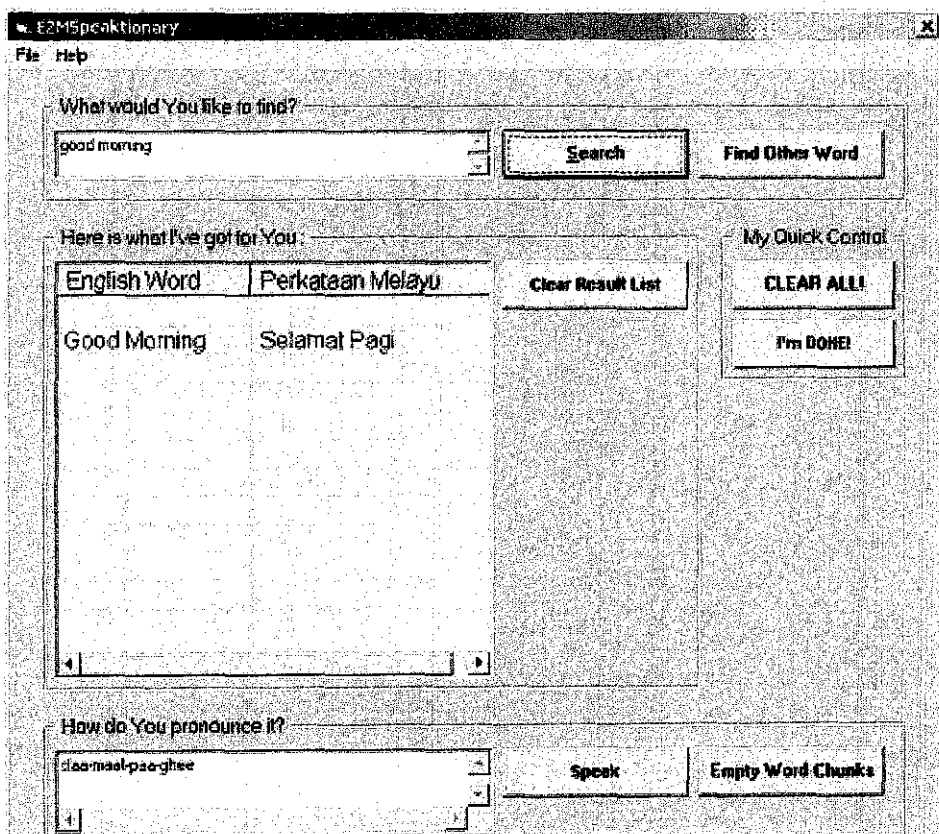 E2MSpeaktionary
File Help
What would You like to find?
good morning
Search
Find Other Word
Here is what I've got for You :
My Quick Control
English Word Perkataan Melayu
Clear Result List
CLEAR ALL!
Good Morning Selamat Pagi
I'm DONE!
How do You pronounce it?
Speak
Empty Word Chunks